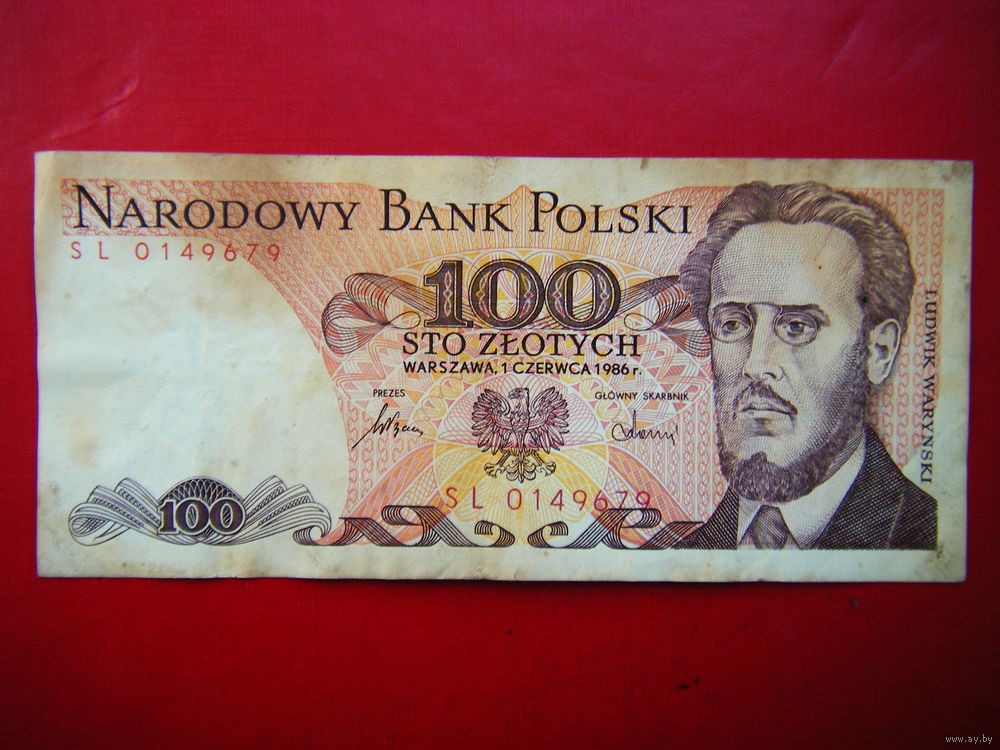 NARODOWY BANK POLSKI
SL 0149679
100
STO ZŁOTYCH
WARSZAWA, 1 CZERWCA 1986 r.
PREZES
GŁÓWNY SKARBNIK
LUDWIK WARYŃSKI
SL 0149679
100
www.ay.by